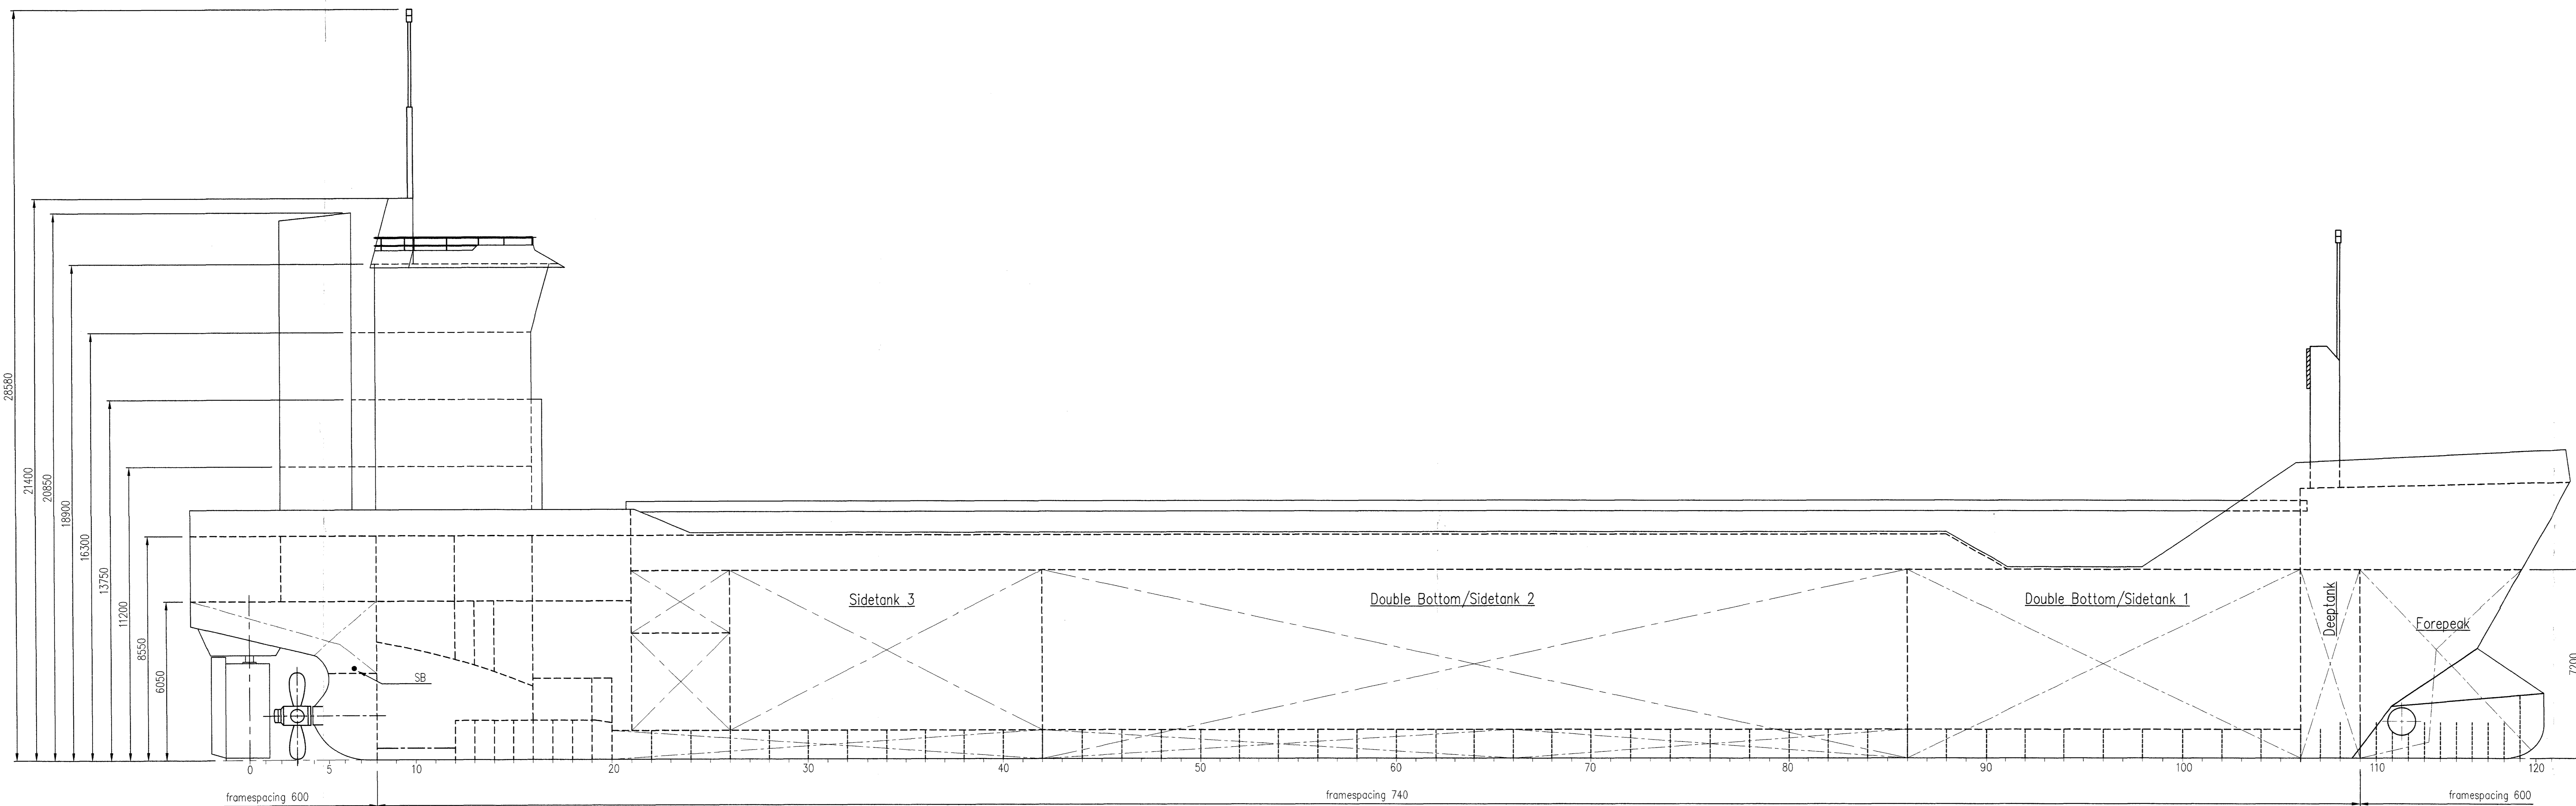 28580
21400
20850
18900
16300
13750
11200
8550
6050
Sidetank 3
Double Bottom/Sidetank 2
Double Bottom/Sidetank 1
Deeptank
Forepeak
7200
SB
0 5 10 20 30 40 50 60 70 80 90 100 110 120
framespacing 600
framespacing 740
framespacing 600